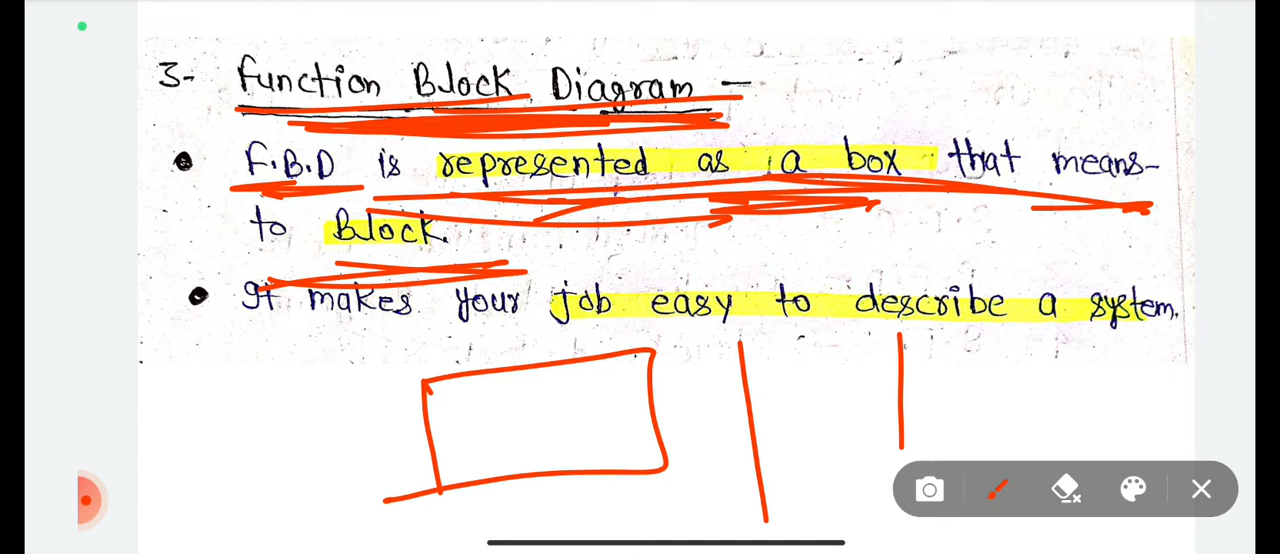 3- Function Block Diagram -
• F.B.D is represented as a box that means-
to Block.
• It makes your job easy to describe a system.